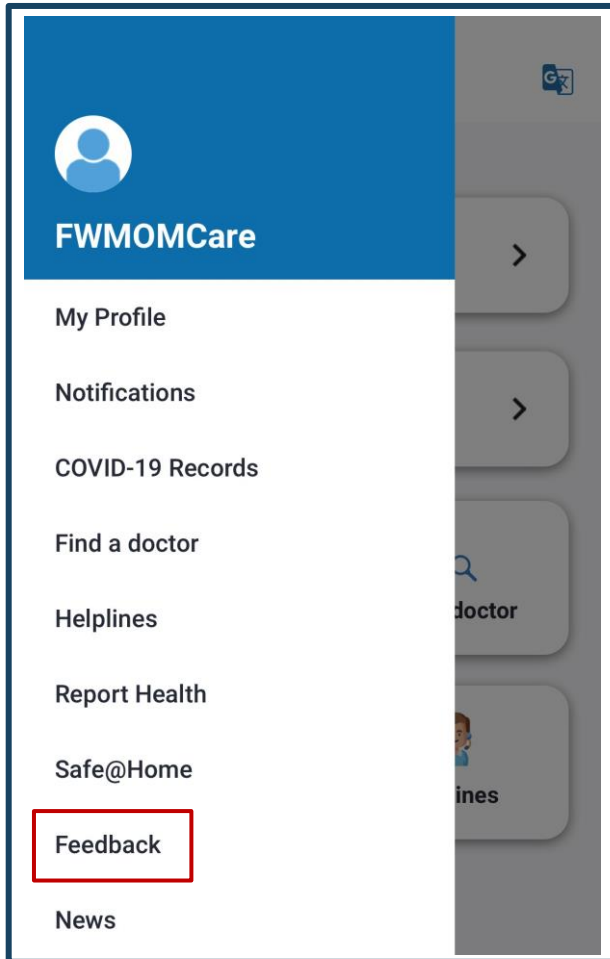 G
FWMOMCare
My Profile
Notifications
COVID-19 Records
Find a doctor
doctor
Helplines
Report Health
Safe@Home
ines
Feedback
News